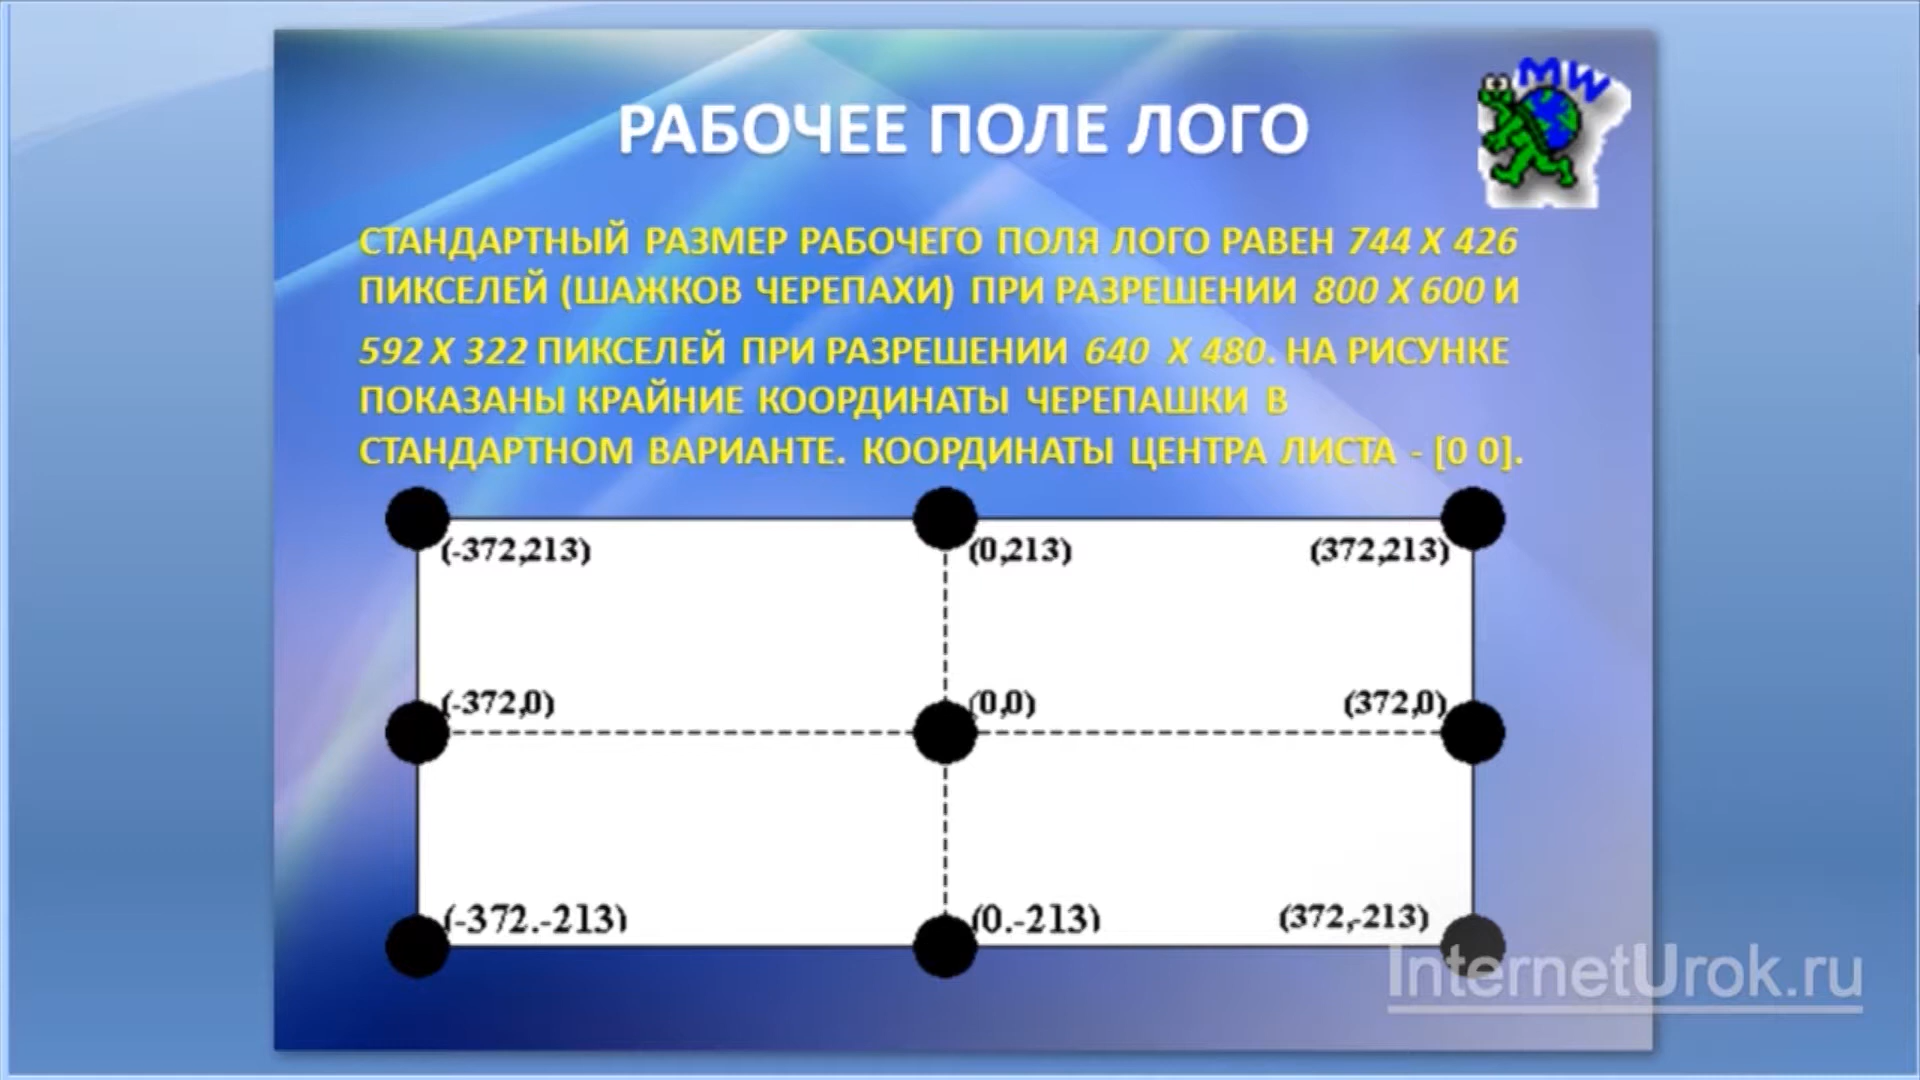 MW
РАБОЧЕЕ ПОЛЕ ЛОГО
СТАНДАРТНЫЙ РАЗМЕР РАБОЧЕГО ПОЛЯ ЛОГО РАВЕН 744 Х 426
ПИКСЕЛЕЙ (ШАЖКОВ ЧЕРЕПАХИ) ПРИ РАЗРЕШЕНИИ 800 Х 600 И
592 Х 322 ПИКСЕЛЕЙ ПРИ РАЗРЕШЕНИИ 640 Х 480. НА РИСУНКЕ
ПОКАЗАНЫ КРАЙНИЕ КООРДИНАТЫ ЧЕРЕПАШКИ В
СТАНДАРТНОМ ВАРИАНТЕ. КООРДИНАТЫ ЦЕНТРА ЛИСТА - [0 0].
(-372,213) (0,213) (372,213)
(-372,0) (0,0) (372,0)
(-372.-213) (0.-213) (372,-213)
InternetUrok.ru